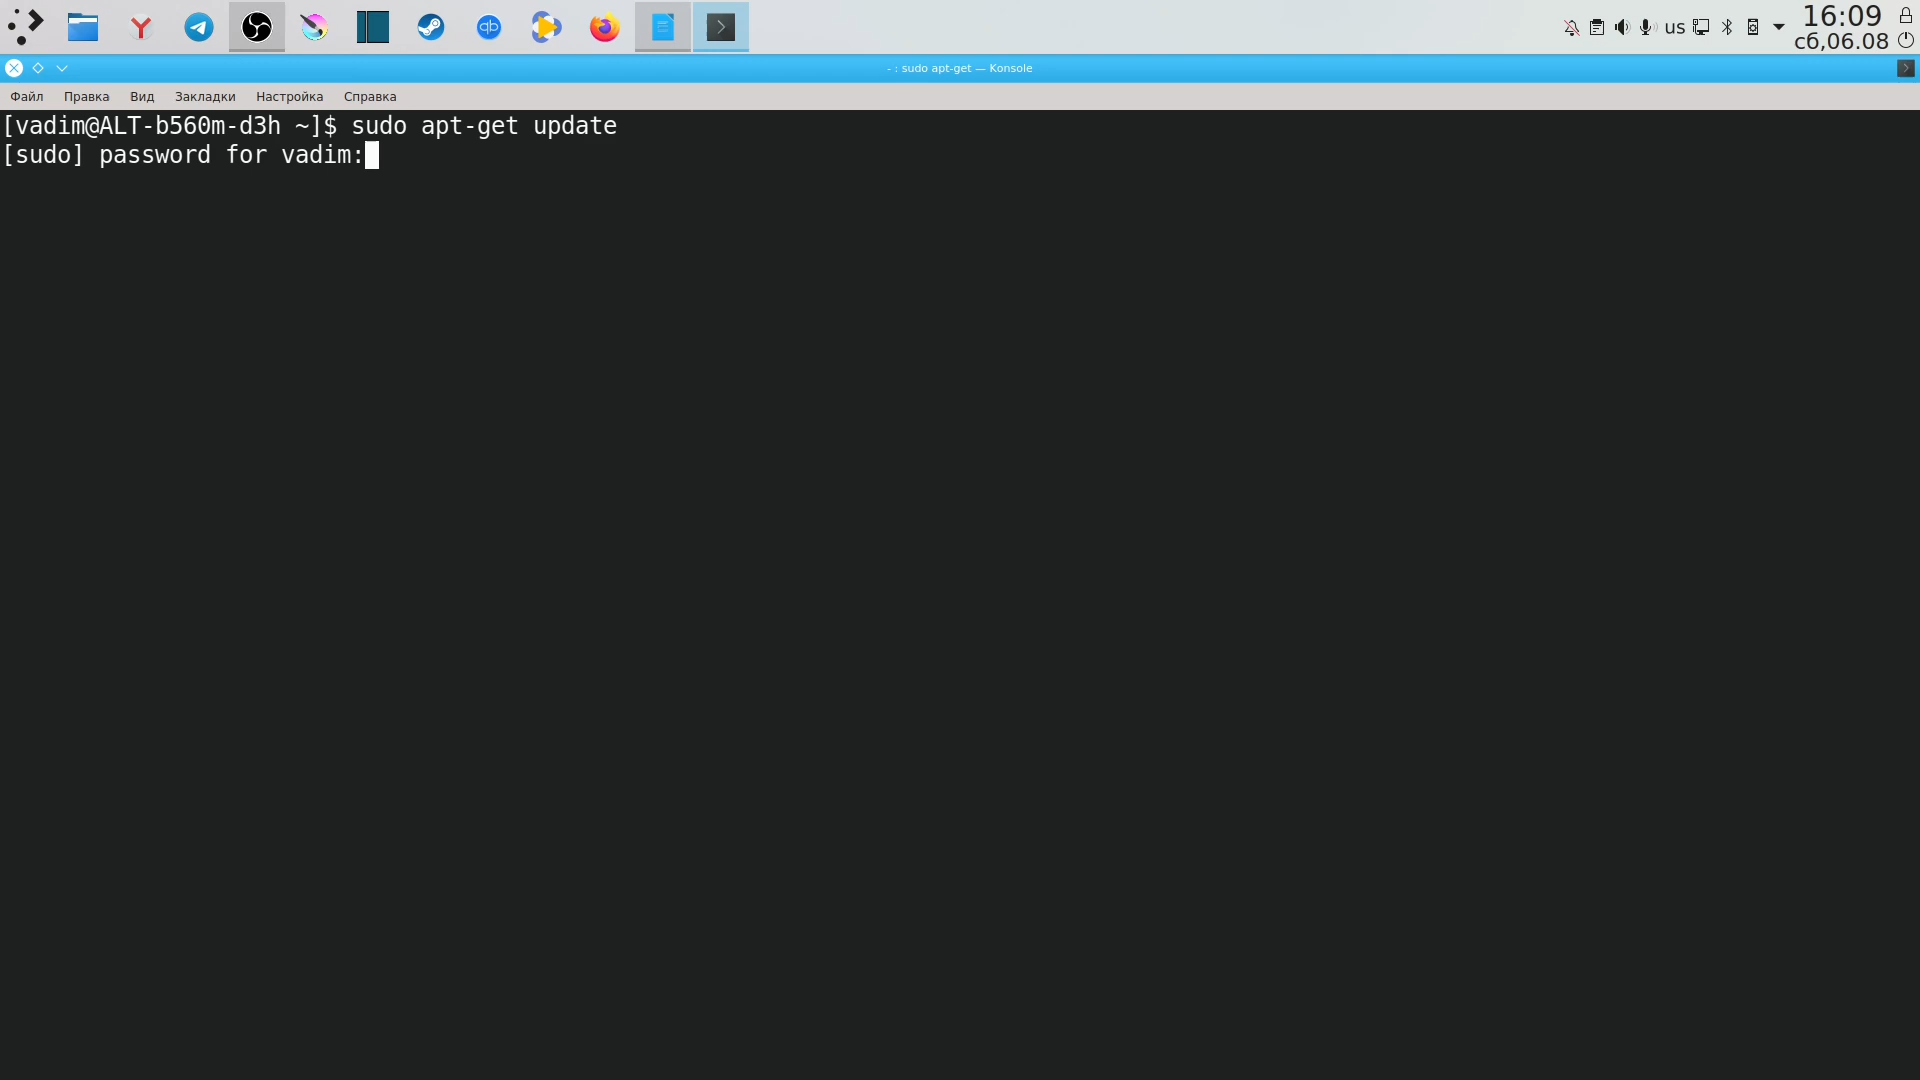 us
16:09
сб,06.08
- : sudo apt-get — Konsole
Файл Правка Вид Закладки Настройка Справка
[vadim@ALT-b560m-d3h ~]$ sudo apt-get update
[sudo] password for vadim: